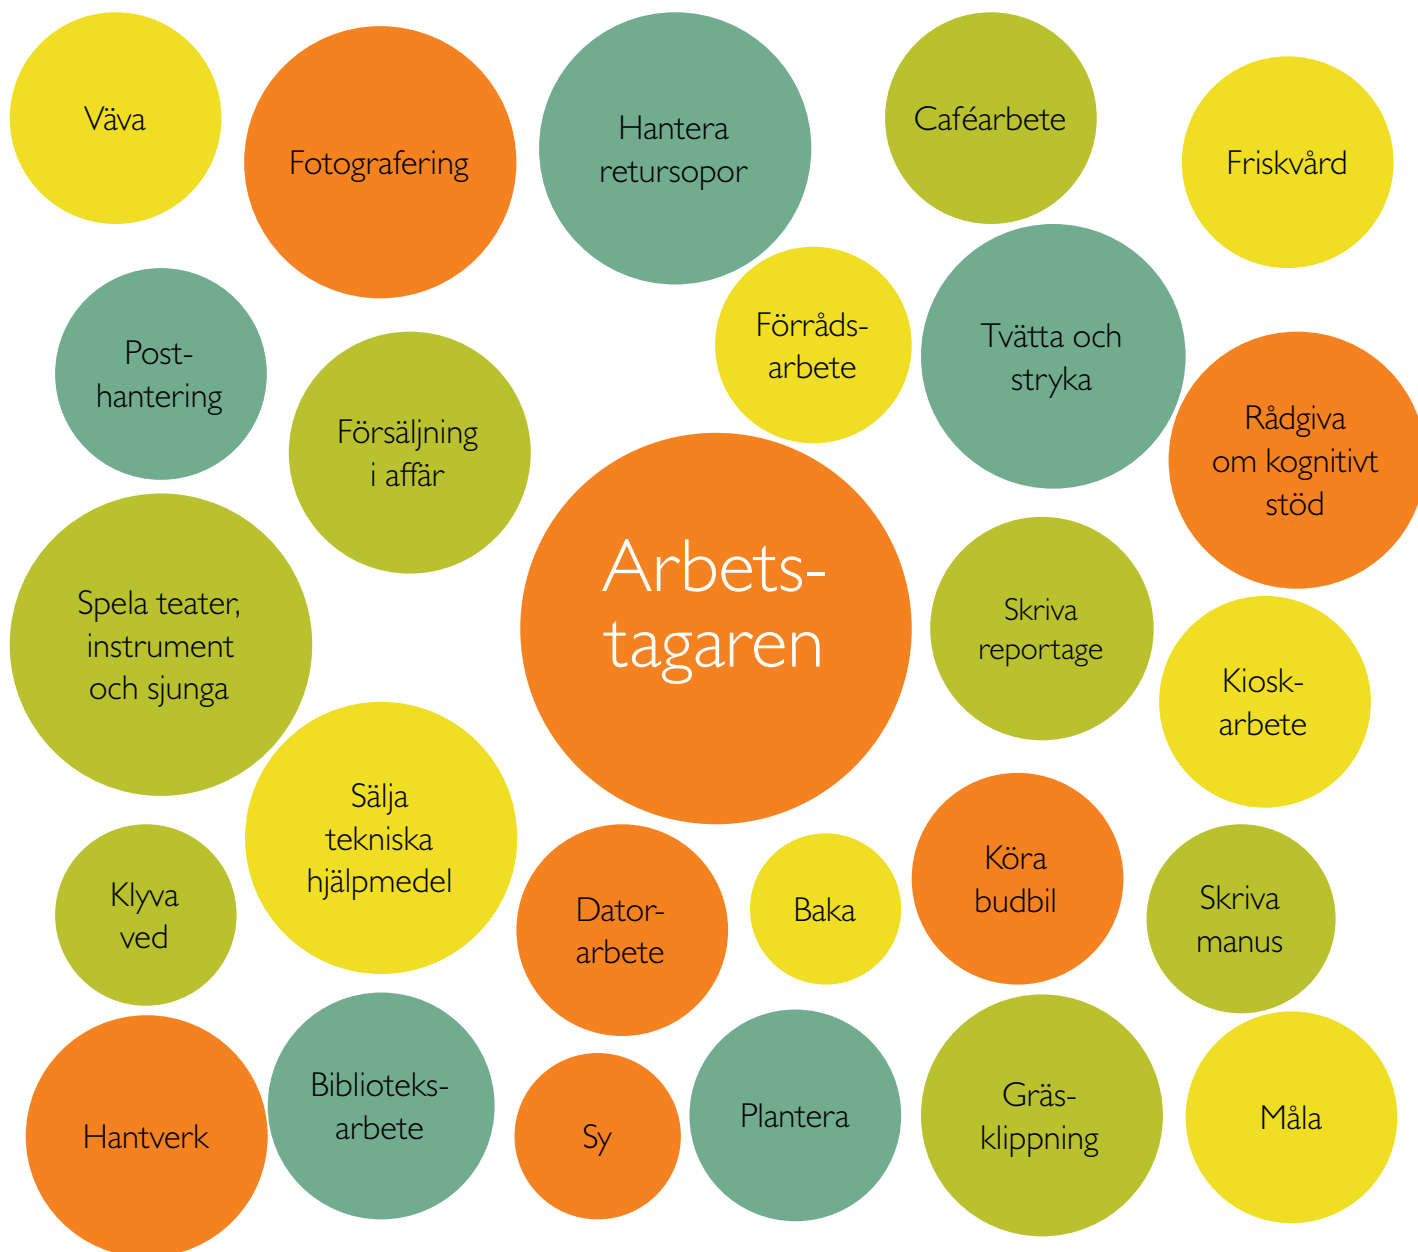 Väva
Fotografering
Hantera
retursopor
Caféarbete
Friskvård
Post-
hantering
Försäljning
i affär
Förråds-
arbete
Tvätta och
stryka
Rådgiva
om kognitivt
stöd
Spela teater,
instrument
och sjunga
Arbets-
tagaren
Skriva
reportage
Kiosk-
arbete
Sälja
tekniska
hjälpmedel
Klyva
ved
Dator-
arbete
Baka
Köra
budbil
Skriva
manus
Hantverk
Biblioteks-
arbete
Sy
Plantera
Gräs-
klippning
Måla